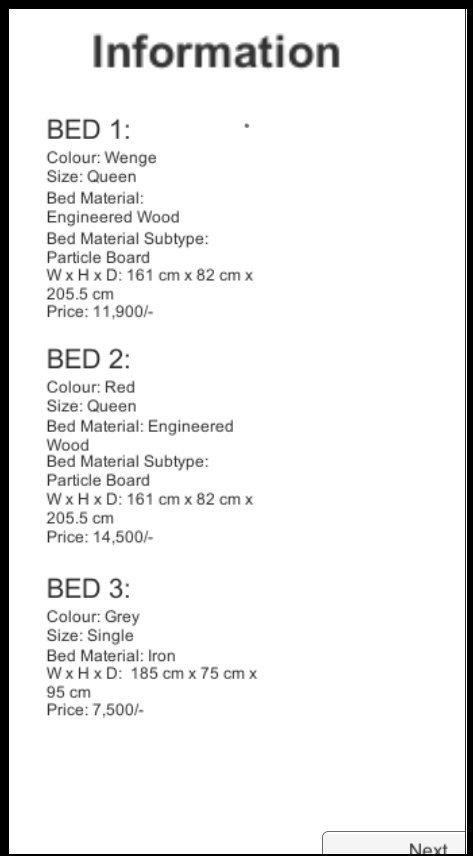 Information
BED 1:
Colour: Wenge
Size: Queen
Bed Material:
Engineered Wood
Bed Material Subtype:
Particle Board
W x H x D: 161 cm x 82 cm x
205.5 cm
Price: 11,900/-
BED 2:
Colour: Red
Size: Queen
Bed Material: Engineered
Wood
Bed Material Subtype:
Particle Board
W x H x D: 161 cm x 82 cm x
205.5 cm
Price: 14,500/-
BED 3:
Colour: Grey
Size: Single
Bed Material: Iron
W x H x D: 185 cm x 75 cm x
95 cm
Price: 7,500/-
Next